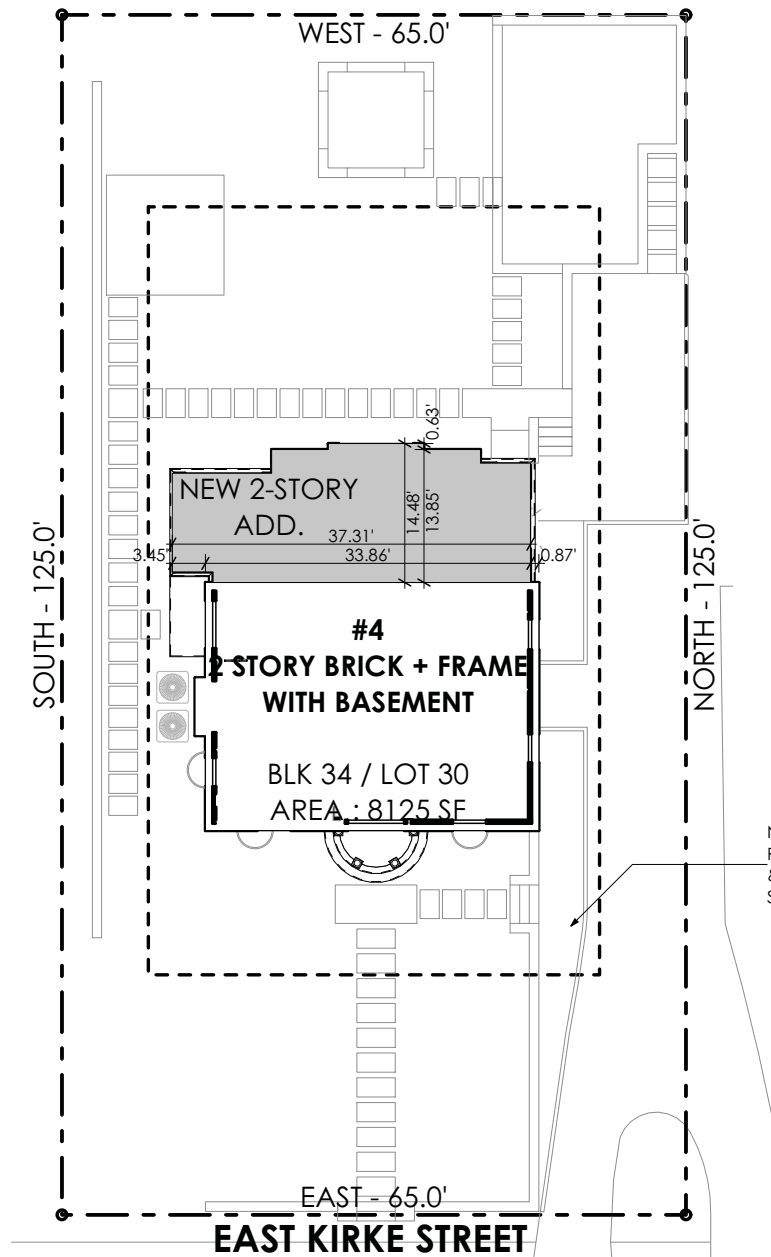 WEST - 65.0'
0.63'
NEW 2-STORY
ADD.
14.48'
13.85'
37.31'
3.45'
33.86'
0.87'
SOUTH - 125.0'
NORTH - 125.0'
#4
2 STORY BRICK + FRAME
WITH BASEMENT
BLK 34 / LOT 30
AREA : 8125 SF
EAST - 65.0'
EAST KIRKE STREET